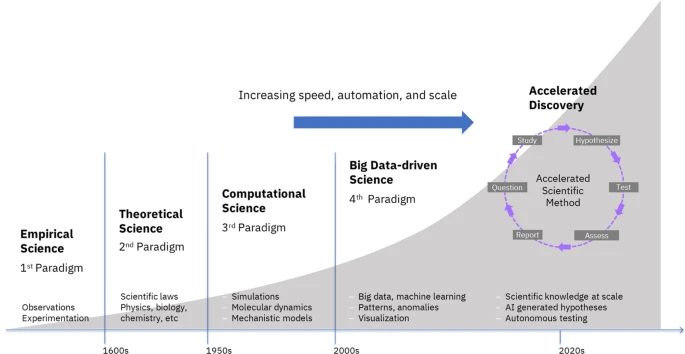 Increasing speed, automation, and scale
Accelerated
Discovery
Study
Hypothesize
Question
Accelerated
Scientific
Method
Test
Report
Assess
Big Data-driven
Science
4th Paradigm
Computational
Science
3rd Paradigm
Theoretical
Science
2nd Paradigm
Empirical
Science
1st Paradigm
Observations
Experimentation
Scientific laws
Physics, biology,
chemistry, etc
– Simulations
– Molecular dynamics
– Mechanistic models
– Big data, machine learning
– Patterns, anomalies
– Visualization
– Scientific knowledge at scale
– AI generated hypotheses
– Autonomous testing
1600s
1950s
2000s
2020s